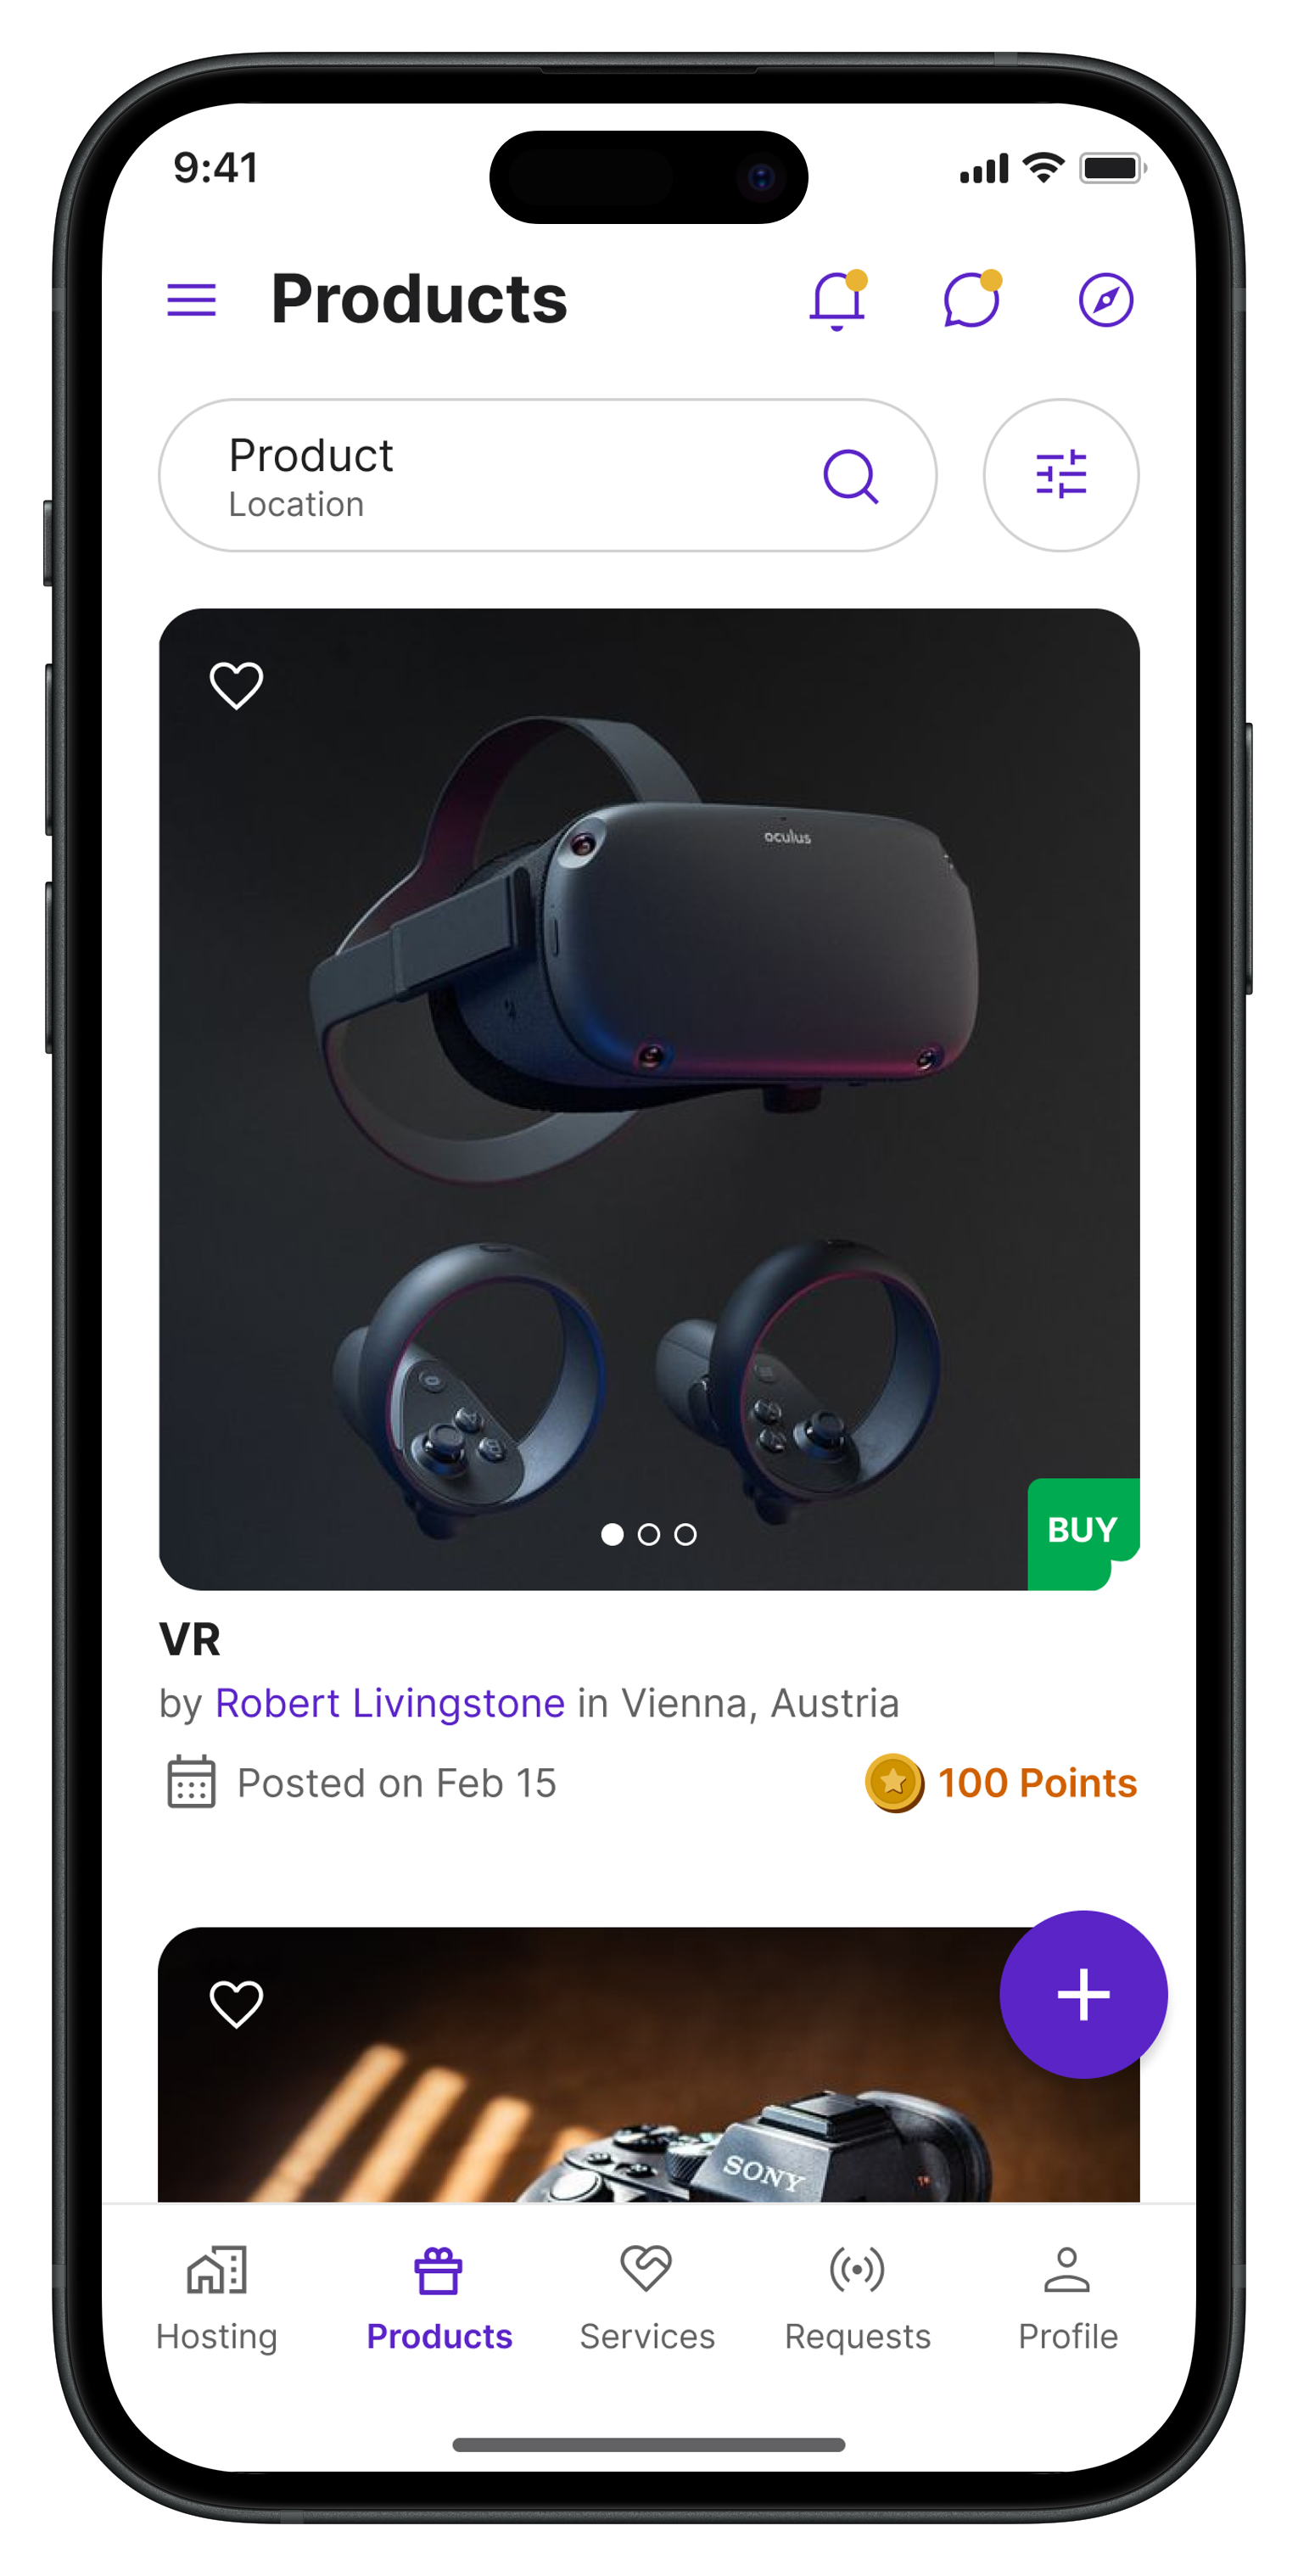 9:41
Products
Product
Location
oculus
BUY
VR
by Robert Livingstone in Vienna, Austria
Posted on Feb 15
100 Points
SONY
Hosting
Products
Services
Requests
Profile